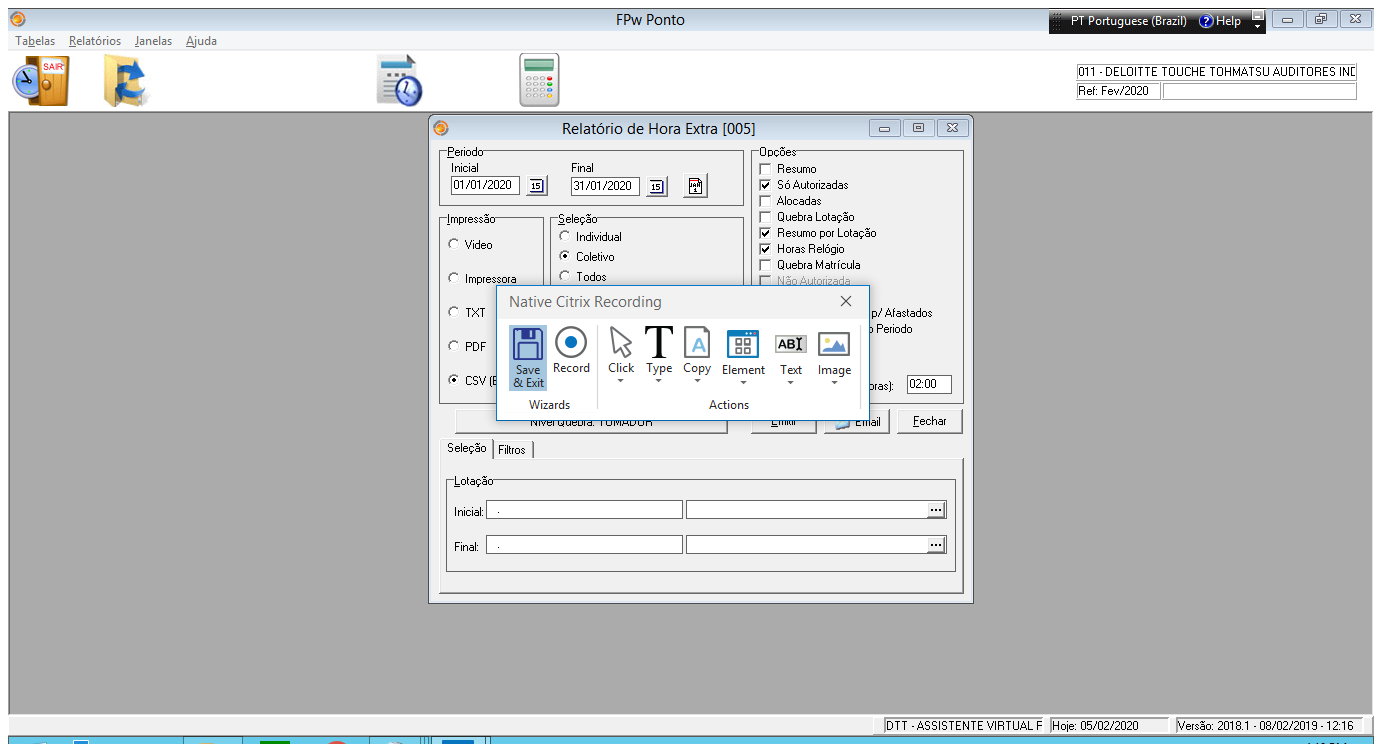 FPw Ponto
PT Portuguese (Brazil) ? Help
Tabelas Relatórios Janelas Ajuda
SAIR
011 - DELOITTE TOUCHE TOHMATSU AUDITORES IND
Ref: Fev/2020
Relatório de Hora Extra [005]
Periodo
Inicial
Final
01/01/2020
15
31/01/2020
15
JAN
1
Impressão
Video
Impressora
TXT
PDF
CSV (E
Seleção
Individual
Coletivo
Todos
Opções
Resumo
Só Autorizadas
Alocadas
Quebra Lotação
Resumo por Lotação
Horas Relógio
Quebra Matrícula
Não Autorizada
p/ Afastados
o Periodo
oras):
02:00
Native Citrix Recording
Save & Exit
Record
Click
Type
Copy
Element
Text
Image
Wizards
Actions
Nível Quebra: TOMADOR
Emitir
Email
Fechar
Seleção
Filtros
Lotação
Inicial: .
...
Final: .
...
DTT - ASSISTENTE VIRTUAL F
Hoje: 05/02/2020
Versão: 2018.1 - 08/02/2019 - 12:16